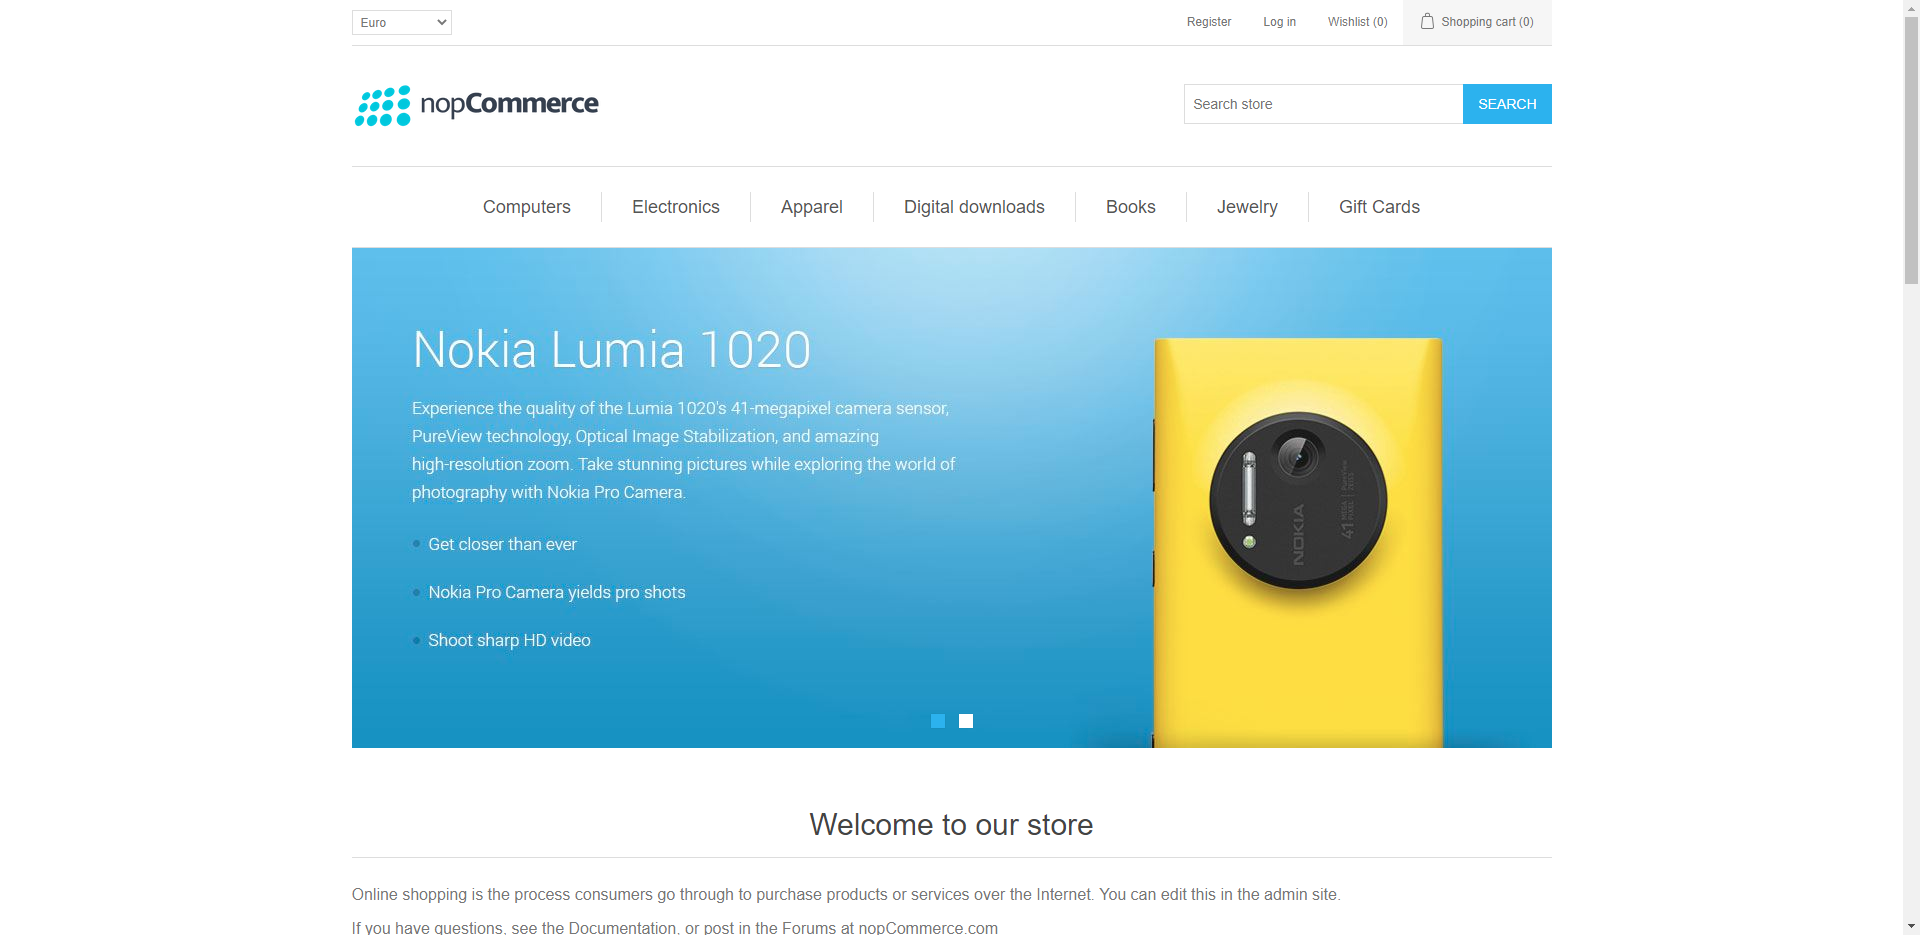 Euro
Register
Log in
Wishlist (0)
Shopping cart (0)
nopCommerce
Search store
SEARCH
Computers
Electronics
Apparel
Digital downloads
Books
Jewelry
Gift Cards
Nokia Lumia 1020
Experience the quality of the Lumia 1020's 41-megapixel camera sensor,
PureView technology, Optical Image Stabilization, and amazing
high-resolution zoom. Take stunning pictures while exploring the world of
photography with Nokia Pro Camera.
Get closer than ever
Nokia Pro Camera yields pro shots
Shoot sharp HD video
NOKIA
41 MEGA PIXEL
PureView
ZEISS
Welcome to our store
Online shopping is the process consumers go through to purchase products or services over the Internet. You can edit this in the admin site.
If you have questions, see the Documentation, or post in the Forums at nopCommerce.com